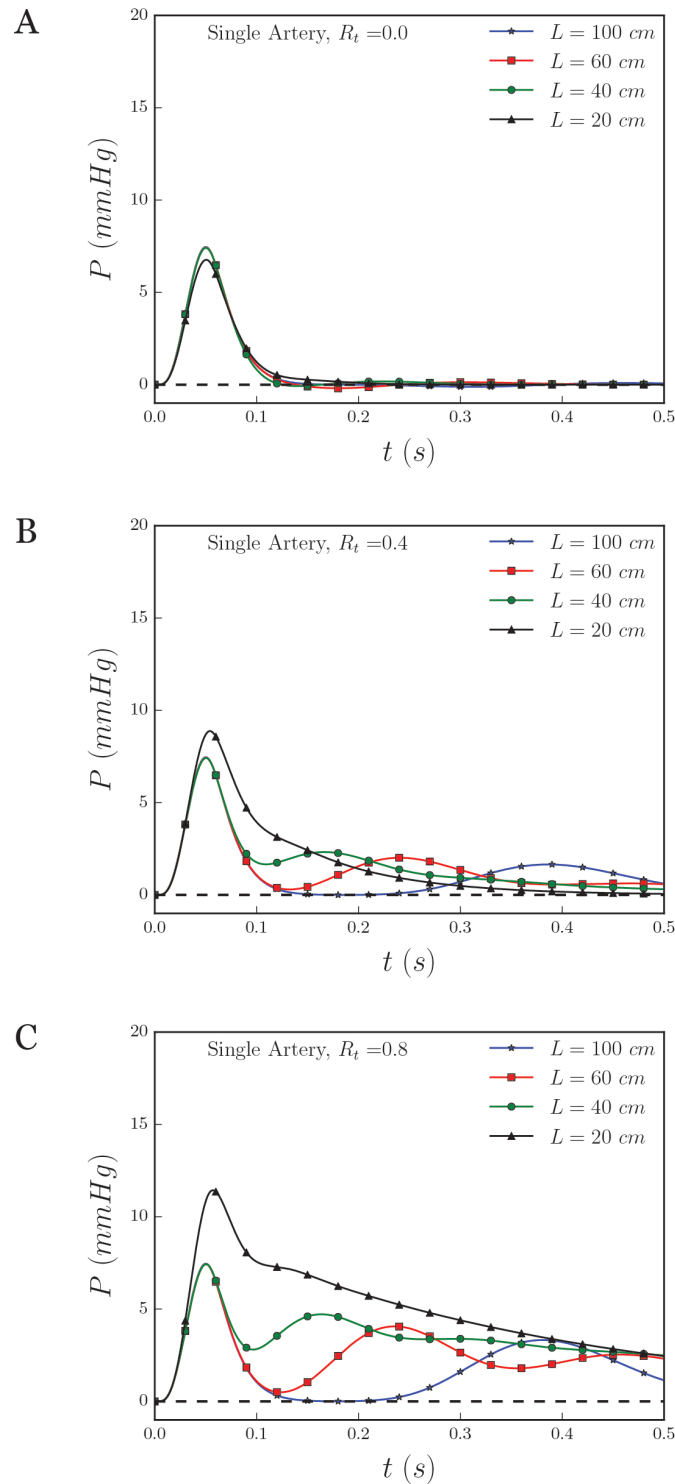 A
Single Artery, R_t =0.0
L = 100 cm
L = 60 cm
L = 40 cm
L = 20 cm
P (mmHg)
20
15
10
5
0
0.0 0.1 0.2 0.3 0.4 0.5
t (s)
B
Single Artery, R_t =0.4
L = 100 cm
L = 60 cm
L = 40 cm
L = 20 cm
P (mmHg)
20
15
10
5
0
0.0 0.1 0.2 0.3 0.4 0.5
t (s)
C
Single Artery, R_t =0.8
L = 100 cm
L = 60 cm
L = 40 cm
L = 20 cm
P (mmHg)
20
15
10
5
0
0.0 0.1 0.2 0.3 0.4 0.5
t (s)